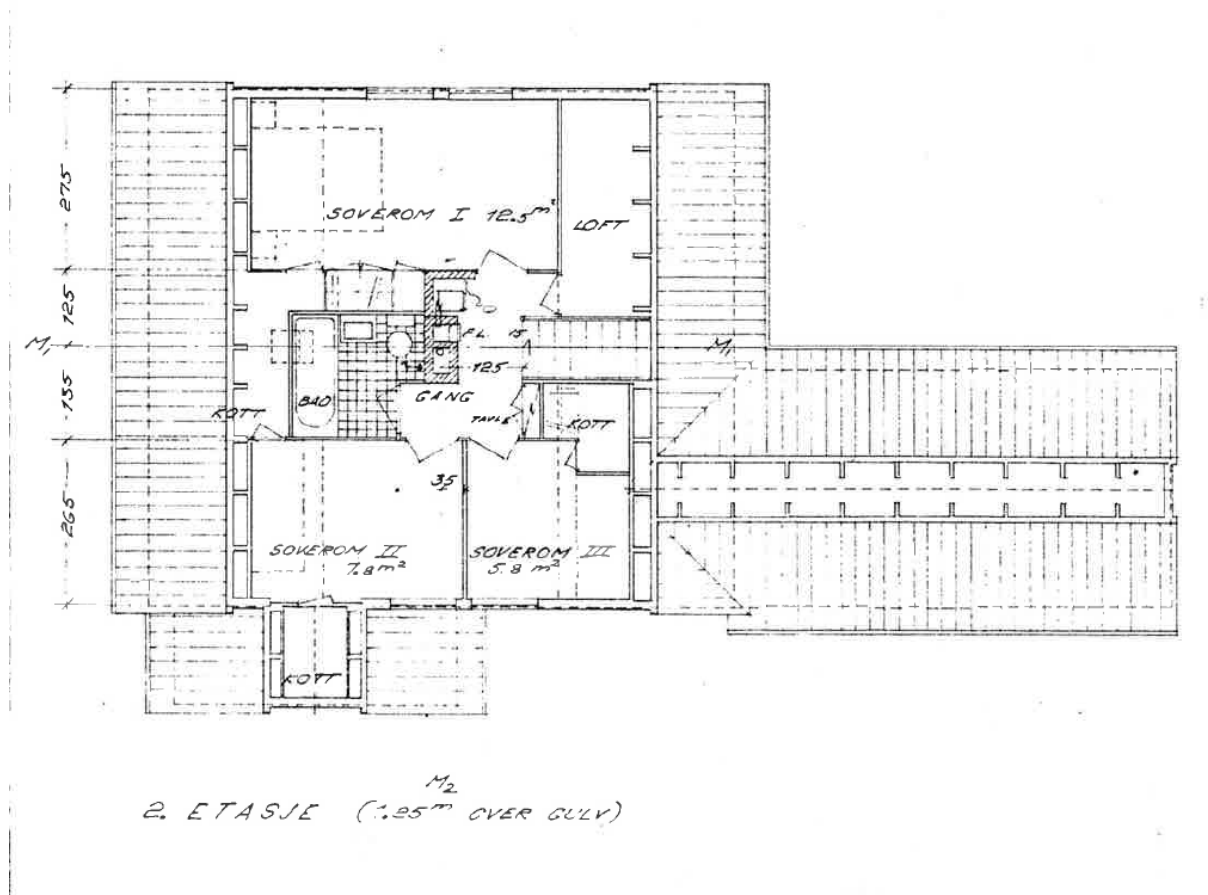 275
SOVEROM I 12.5 m²
LOFT
125
M₁
FL. 15
M₁
125
155
KOTT
BAD
GANG
TAVLE
KOTT
265
35
SOVEROM II
7.8 m²
SOVEROM III
5.8 m²
KOTT
M₂
2. ETASJE (1.25 m OVER GULV)